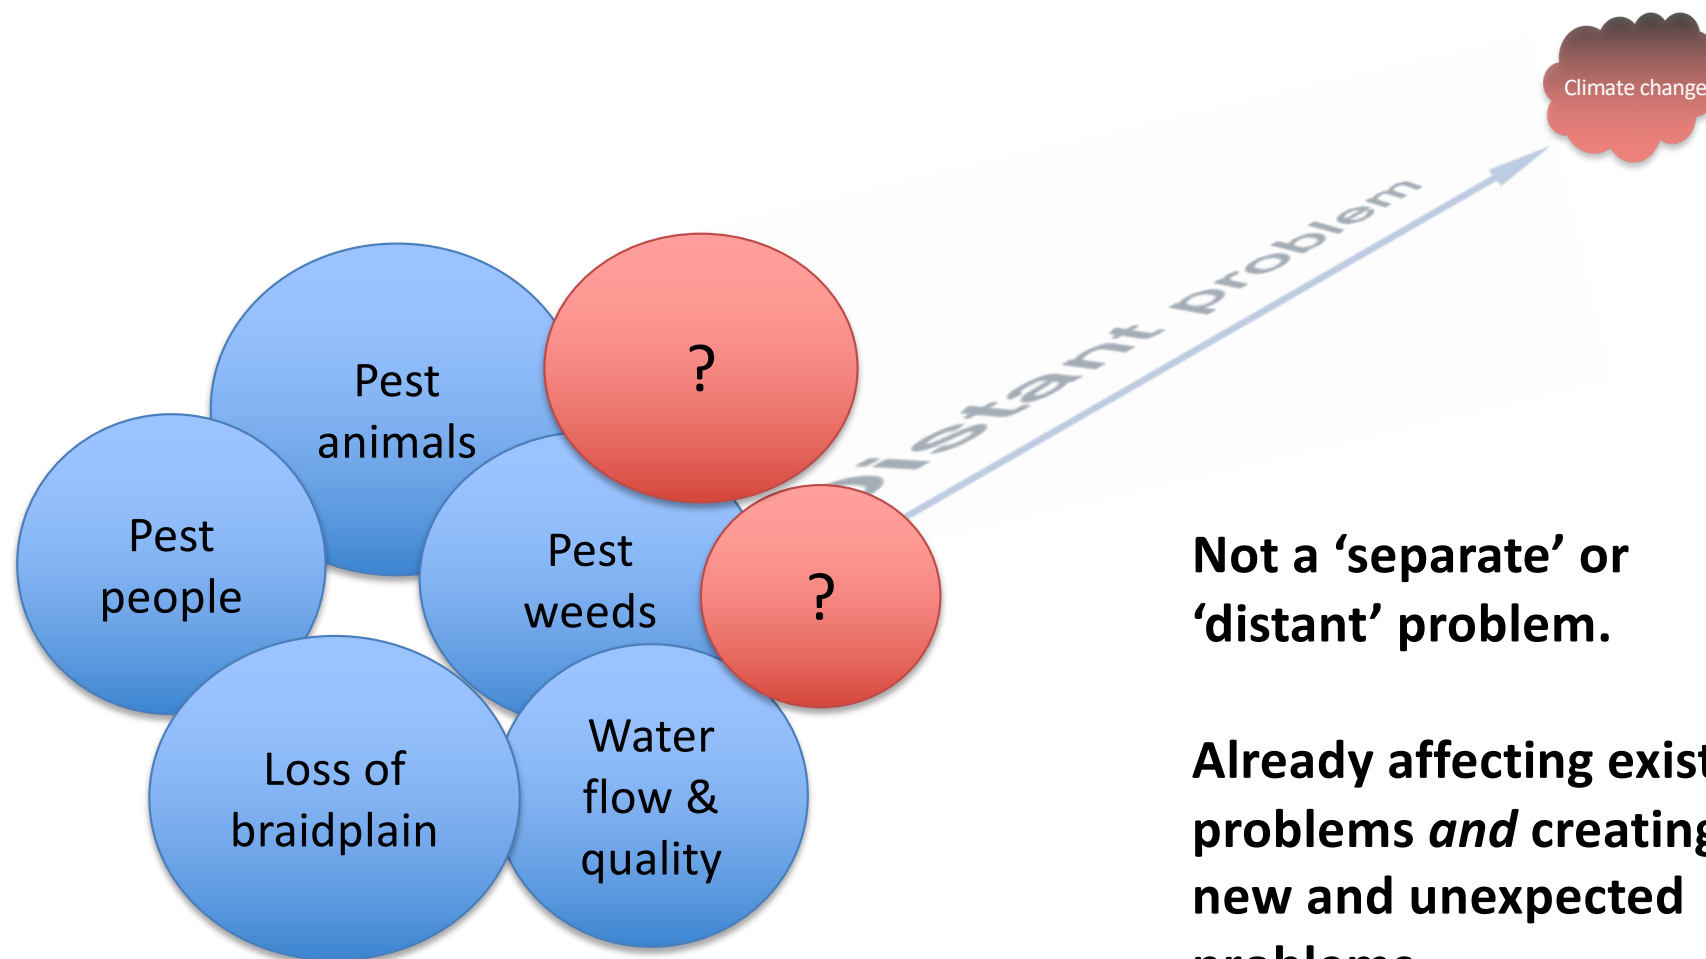 Climate change
Distant problem
?
Pest
animals
Pest
people
Pest
weeds
?
Loss of
braidplain
Water
flow &
quality
Not a ‘separate’ or
‘distant’ problem.
Already affecting exist
problems and creating
new and unexpected
problems